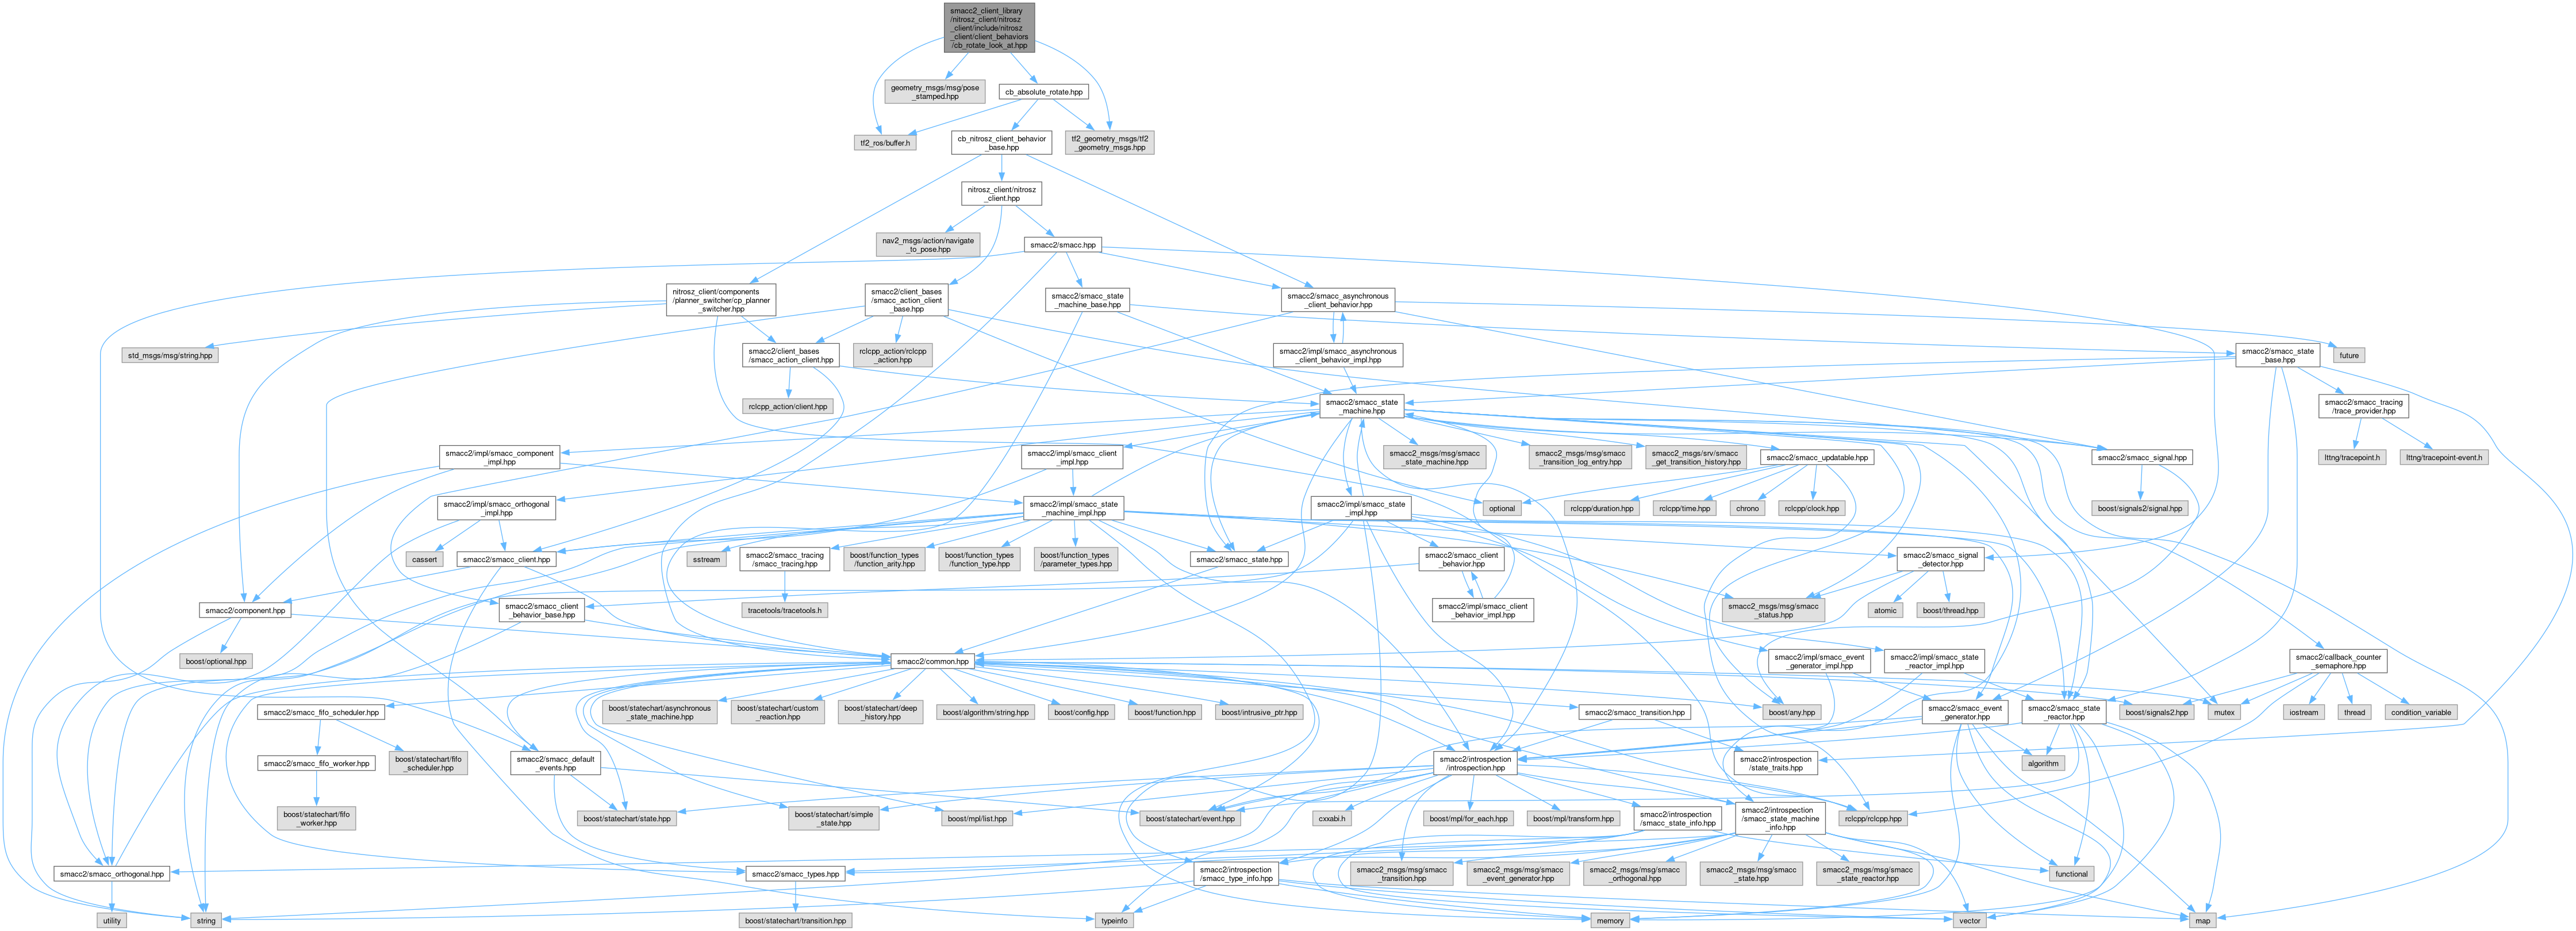 smacc2_client_library
/nitrosz_client/nitrosz
_client/include/nitrosz
_client/client_behaviors
/cb_rotate_look_at.hpp
geometry_msgs/msg/pose
_stamped.hpp
cb_absolute_rotate.hpp
tf2_ros/buffer.h
cb_nitrosz_client_behavior
_base.hpp
tf2_geometry_msgs/tf2
_geometry_msgs.hpp
nitrosz_client/nitrosz
_client.hpp
nav2_msgs/action/navigate
_to_pose.hpp
smacc2/smacc.hpp
nitrosz_client/components
/planner_switcher/cp_planner
_switcher.hpp
smacc2/client_bases
/smacc_action_client
_base.hpp
smacc2/smacc_state
_machine_base.hpp
smacc2/smacc_asynchronous
_client_behavior.hpp
std_msgs/msg/string.hpp
smacc2/client_bases
/smacc_action_client.hpp
rclcpp_action/rclcpp
_action.hpp
smacc2/impl/smacc_asynchronous
_client_behavior_impl.hpp
smacc2/smacc_state
_base.hpp
future
rclcpp_action/client.hpp
smacc2/smacc_state
_machine.hpp
smacc2/smacc_tracing
/trace_provider.hpp
smacc2/impl/smacc_component
_impl.hpp
smacc2/impl/smacc_client
_impl.hpp
smacc2_msgs/msg/smacc
_state_machine.hpp
smacc2_msgs/msg/smacc
_transition_log_entry.hpp
smacc2_msgs/srv/smacc
_get_transition_history.hpp
smacc2/smacc_updatable.hpp
smacc2/smacc_signal.hpp
lttng/tracepoint.h
lttng/tracepoint-event.h
smacc2/impl/smacc_orthogonal
_impl.hpp
smacc2/impl/smacc_state
_machine_impl.hpp
smacc2/impl/smacc_state
_impl.hpp
optional
rclcpp/duration.hpp
rclcpp/time.hpp
chrono
rclcpp/clock.hpp
boost/signals2/signal.hpp
cassert
smacc2/smacc_client.hpp
sstream
smacc2/smacc_tracing
/smacc_tracing.hpp
boost/function_types
/function_arity.hpp
boost/function_types
/function_type.hpp
boost/function_types
/parameter_types.hpp
smacc2/smacc_state.hpp
smacc2/smacc_client
_behavior.hpp
smacc2/smacc_signal
_detector.hpp
smacc2/component.hpp
smacc2/smacc_client
_behavior_base.hpp
tracetools/tracetools.h
smacc2/impl/smacc_client
_behavior_impl.hpp
smacc2_msgs/msg/smacc
_status.hpp
atomic
boost/thread.hpp
boost/optional.hpp
smacc2/common.hpp
smacc2/impl/smacc_event
_generator_impl.hpp
smacc2/impl/smacc_state
_reactor_impl.hpp
smacc2/callback_counter
_semaphore.hpp
smacc2/smacc_fifo_scheduler.hpp
boost/statechart/asynchronous
_state_machine.hpp
boost/statechart/custom
_reaction.hpp
boost/statechart/deep
_history.hpp
boost/algorithm/string.hpp
boost/config.hpp
boost/function.hpp
boost/intrusive_ptr.hpp
smacc2/smacc_transition.hpp
boost/any.hpp
smacc2/smacc_event
_generator.hpp
smacc2/smacc_state
_reactor.hpp
boost/signals2.hpp
mutex
iostream
thread
condition_variable
smacc2/smacc_fifo_worker.hpp
boost/statechart/fifo
_scheduler.hpp
smacc2/smacc_default
_events.hpp
smacc2/introspection
/introspection.hpp
smacc2/introspection
/state_traits.hpp
algorithm
boost/statechart/fifo
_worker.hpp
boost/statechart/state.hpp
boost/statechart/simple
_state.hpp
boost/mpl/list.hpp
boost/statechart/event.hpp
cxxabi.h
boost/mpl/for_each.hpp
boost/mpl/transform.hpp
smacc2/introspection
/smacc_state_info.hpp
smacc2/introspection
/smacc_state_machine
_info.hpp
rclcpp/rclcpp.hpp
smacc2/smacc_orthogonal.hpp
smacc2/smacc_types.hpp
smacc2/introspection
/smacc_type_info.hpp
smacc2_msgs/msg/smacc
_transition.hpp
smacc2_msgs/msg/smacc
_event_generator.hpp
smacc2_msgs/msg/smacc
_orthogonal.hpp
smacc2_msgs/msg/smacc
_state.hpp
smacc2_msgs/msg/smacc
_state_reactor.hpp
functional
utility
string
boost/statechart/transition.hpp
typeinfo
memory
vector
map